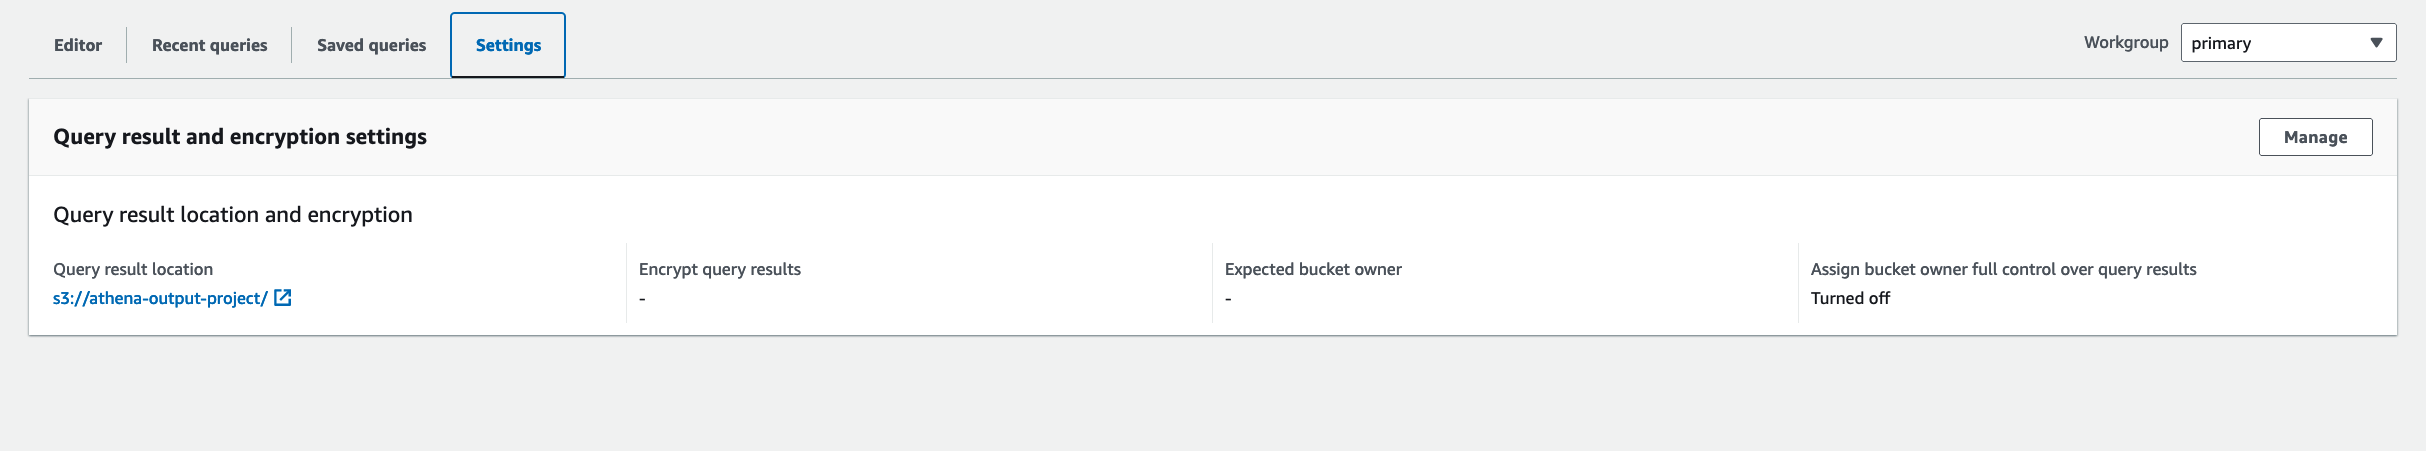 Editor
Recent queries
Saved queries
Settings
Workgroup
primary
Query result and encryption settings
Manage
Query result location and encryption
Query result location
s3://athena-output-project/
Encrypt query results
-
Expected bucket owner
-
Assign bucket owner full control over query results
Turned off